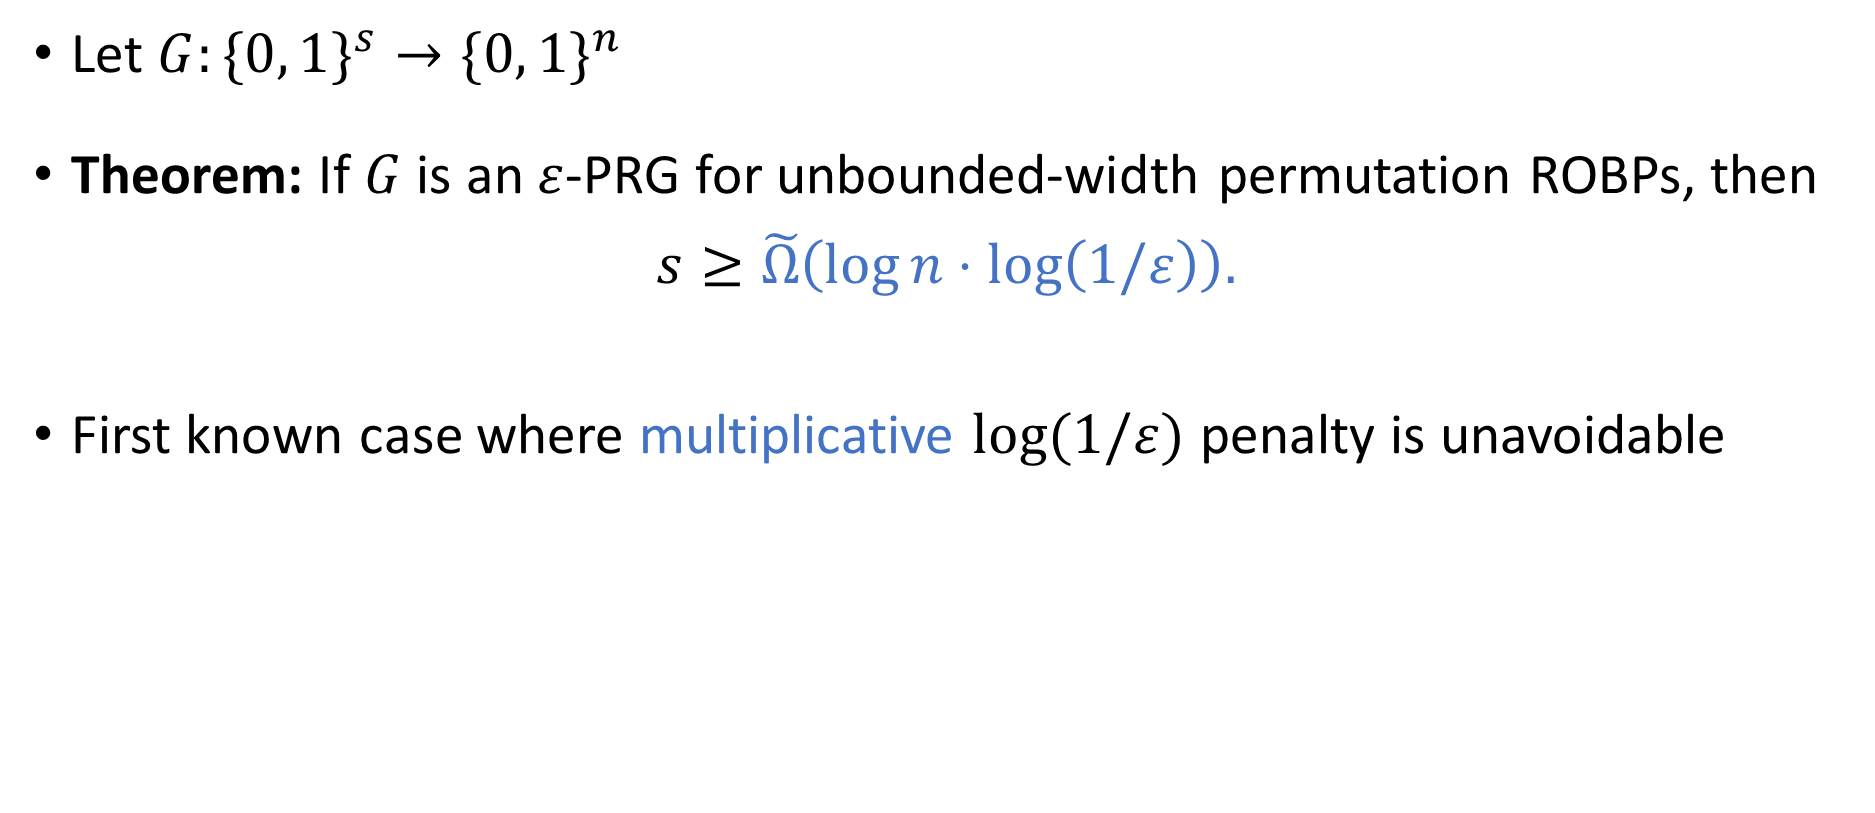 • Let G: {0, 1}ˢ → {0, 1}ⁿ
• Theorem: If G is an ε-PRG for unbounded-width permutation ROBPs, then
s ≥ Ω̃(log n · log(1/ε)).
• First known case where multiplicative log(1/ε) penalty is unavoidable